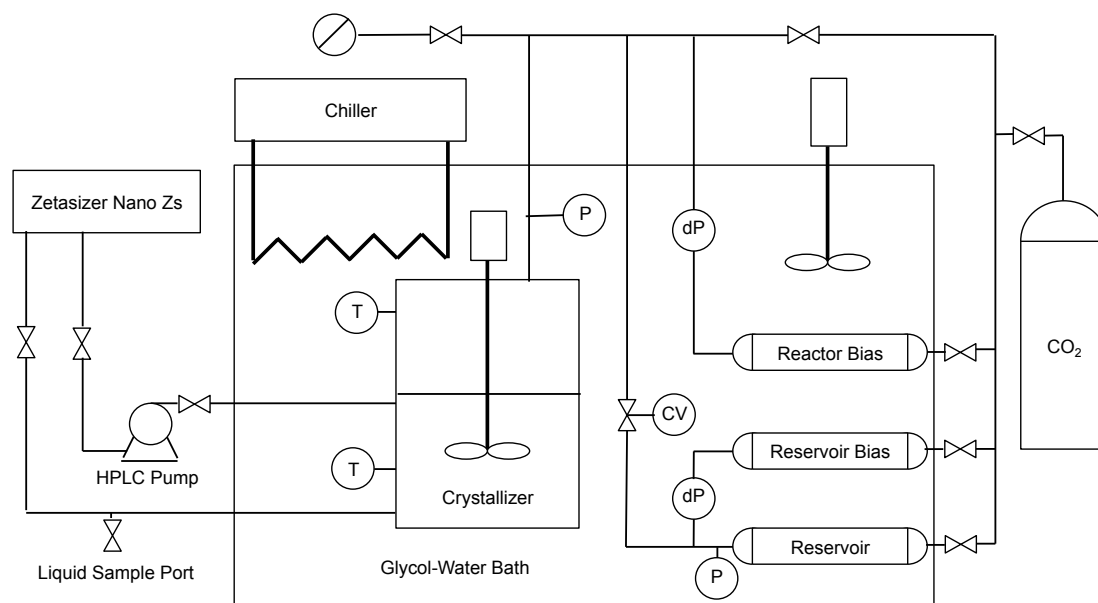 Chiller
Zetasizer Nano Zs
P
dP
T
Reactor Bias
CO₂
CV
HPLC Pump
T
Crystallizer
Reservoir Bias
dP
Liquid Sample Port
Glycol-Water Bath
Reservoir
P